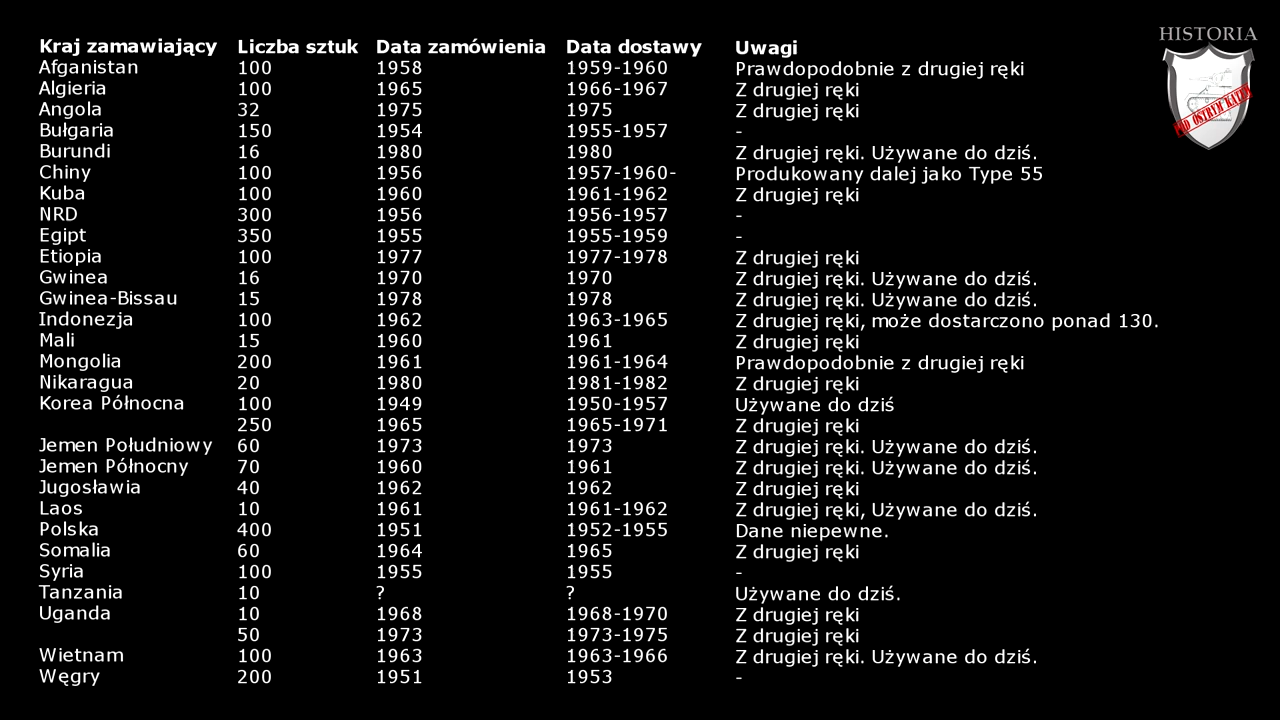 HISTORIA
POD OSTRYM KĄTEM
Kraj zamawiający Liczba sztuk Data zamówienia Data dostawy Uwagi
Afganistan 100 1958 1959-1960 Prawdopodobnie z drugiej ręki
Algieria 100 1965 1966-1967 Z drugiej ręki
Angola 32 1975 1975 Z drugiej ręki
Bułgaria 150 1954 1955-1957 -
Burundi 16 1980 1980 Z drugiej ręki. Używane do dziś.
Chiny 100 1956 1957-1960- Produkowany dalej jako Type 55
Kuba 100 1960 1961-1962 Z drugiej ręki
NRD 300 1956 1956-1957 -
Egipt 350 1955 1955-1959 -
Etiopia 100 1977 1977-1978 Z drugiej ręki
Gwinea 16 1970 1970 Z drugiej ręki. Używane do dziś.
Gwinea-Bissau 15 1978 1978 Z drugiej ręki. Używane do dziś.
Indonezja 100 1962 1963-1965 Z drugiej ręki, może dostarczono ponad 130.
Mali 15 1960 1961 Z drugiej ręki
Mongolia 200 1961 1961-1964 Prawdopodobnie z drugiej ręki
Nikaragua 20 1980 1981-1982 Z drugiej ręki
Korea Północna 100 1949 1950-1957 Używane do dziś
250 1965 1965-1971 Z drugiej ręki
Jemen Południowy 60 1973 1973 Z drugiej ręki. Używane do dziś.
Jemen Północny 70 1960 1961 Z drugiej ręki. Używane do dziś.
Jugosławia 40 1962 1962 Z drugiej ręki
Laos 10 1961 1961-1962 Z drugiej ręki, Używane do dziś.
Polska 400 1951 1952-1955 Dane niepewne.
Somalia 60 1964 1965 Z drugiej ręki
Syria 100 1955 1955 -
Tanzania 10 ? ? Używane do dziś.
Uganda 10 1968 1968-1970 Z drugiej ręki
50 1973 1973-1975 Z drugiej ręki
Wietnam 100 1963 1963-1966 Z drugiej ręki. Używane do dziś.
Węgry 200 1951 1953 -